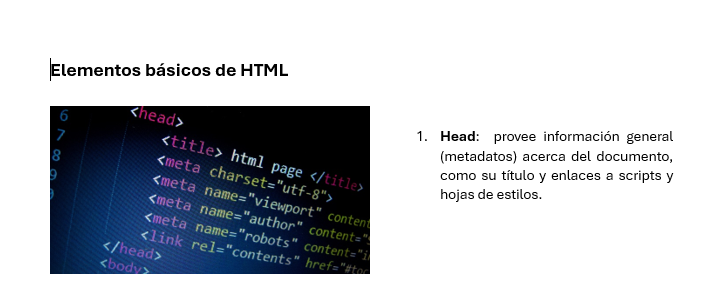 Elementos básicos de HTML
6 <head>
7 <title> html page </title>
8 <meta charset="utf-8">
9 <meta name="viewport" content
<meta name="author" content="
<meta name="robots" content="
<link rel="contents" href="#toc
</head>
<body>
1. Head: provee información general
(metadatos) acerca del documento,
como su título y enlaces a scripts y
hojas de estilos.